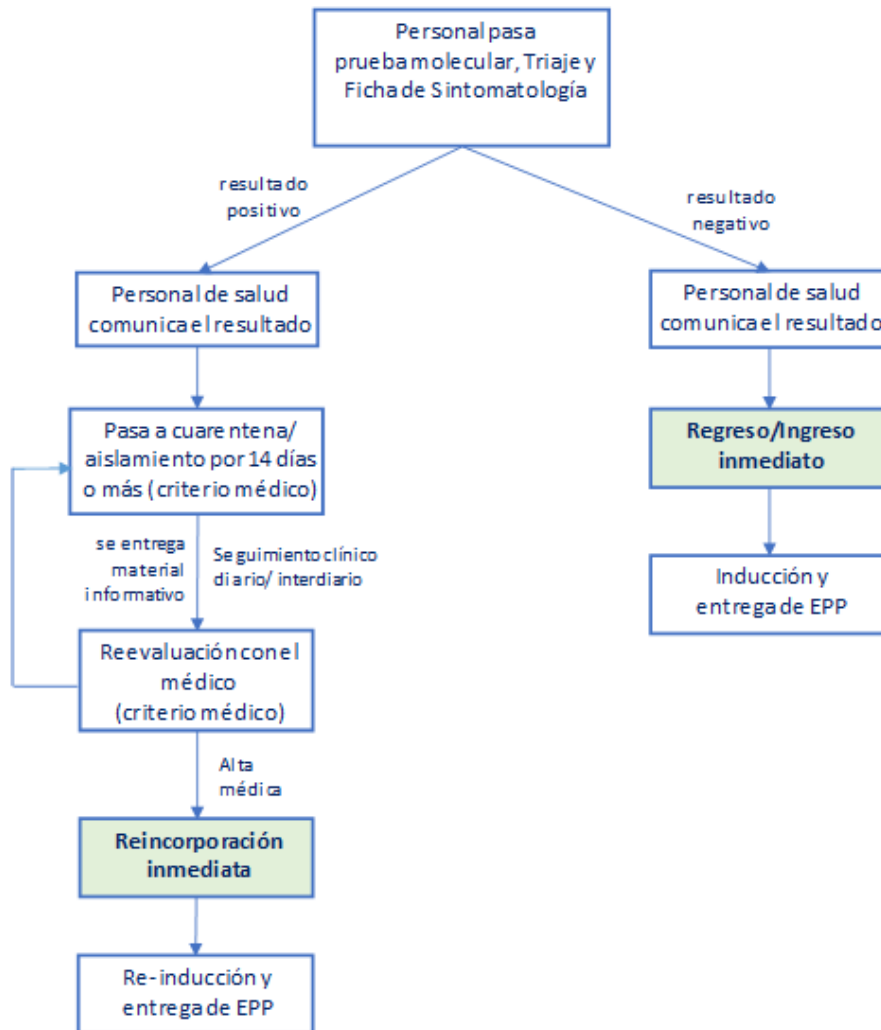 Personal pasa
prueba molecular, Triaje y
Ficha de Sintomatología
resultado
positivo
resultado
negativo
Personal de salud
comunica el resultado
Personal de salud
comunica el resultado
Pasa a cuarentena/
aislamiento por 14 días
o más (criterio médico)
Regreso/Ingreso
inmediato
se entrega
material
informativo
Seguimiento clínico
diario/ interdiario
Inducción y
entrega de EPP
Reevaluación con el
médico
(criterio médico)
Alta
médica
Reincorporación
inmediata
Re-inducción y
entrega de EPP